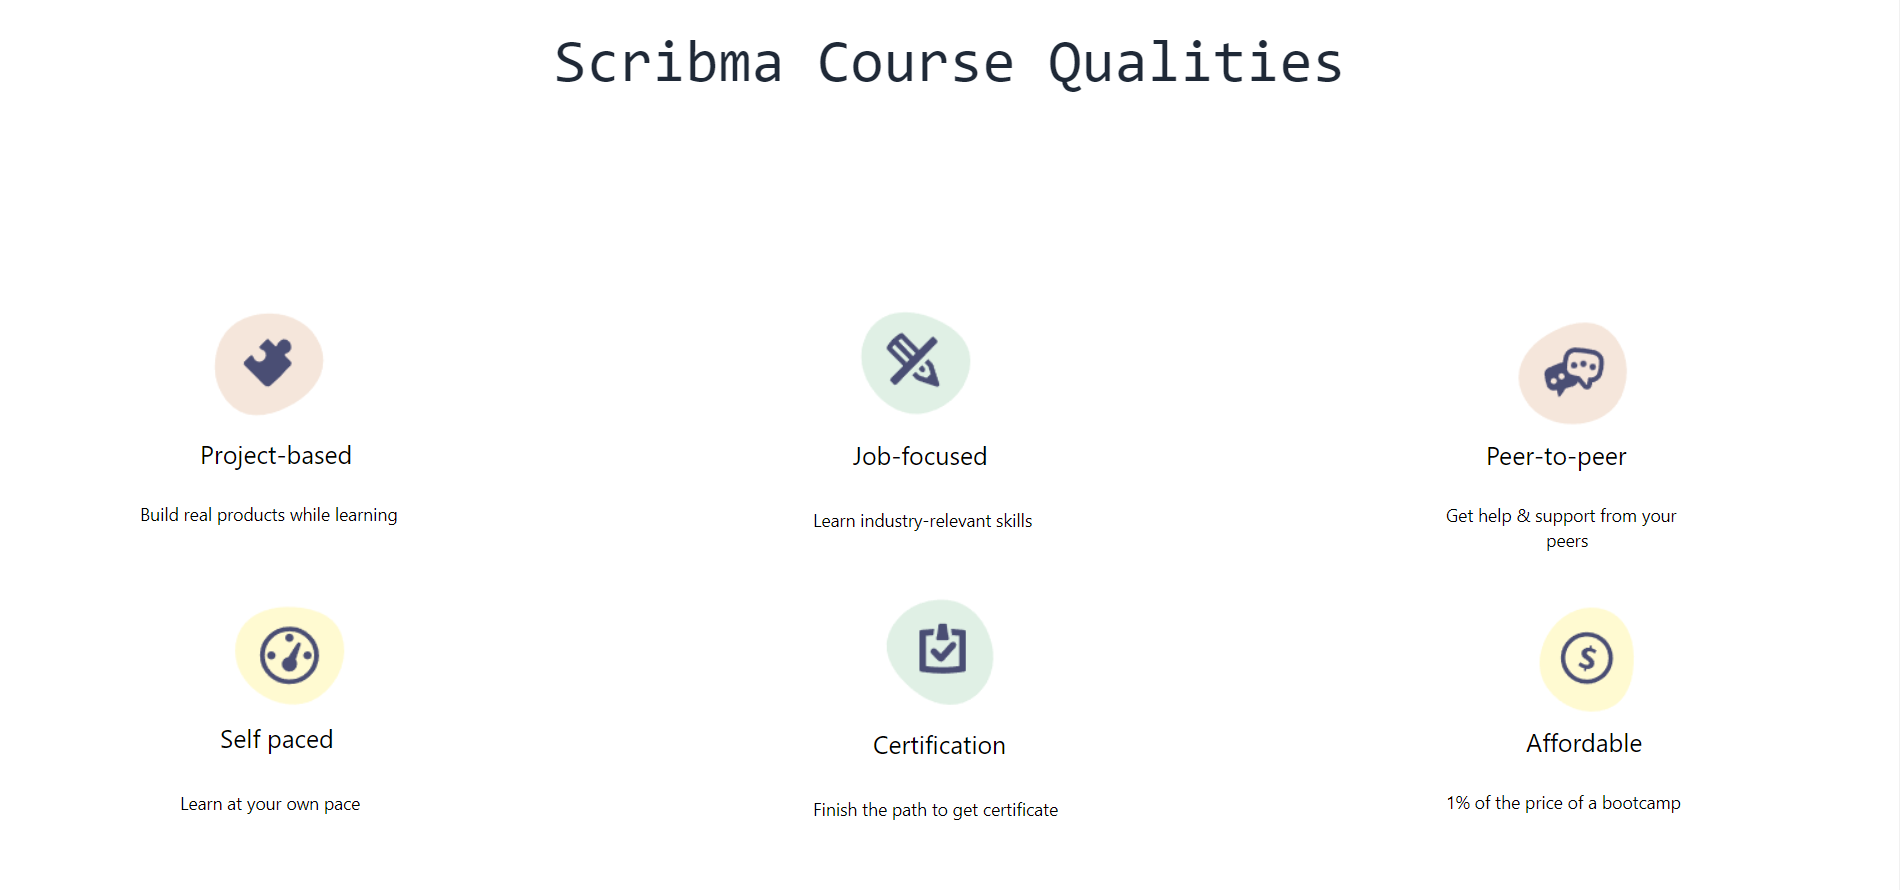 Scribma Course Qualities
Project-based
Build real products while learning
Job-focused
Learn industry-relevant skills
Peer-to-peer
Get help & support from your
peers
Self paced
Learn at your own pace
Certification
Finish the path to get certificate
$
Affordable
1% of the price of a bootcamp